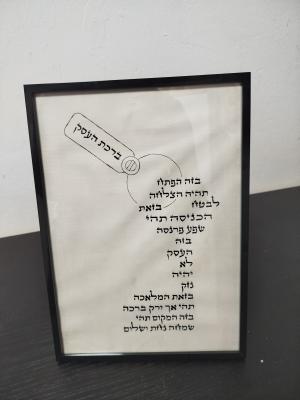 ברכת העסק
בזה הפתח
תהיה הצלחה
לבטח בזאת
הכניסה תהי
שפע פרנסה
בזה
העסק
לא
יהיה
נזק
בזאת המלאכה
תהי אך ורק ברכה
בזה המקום תהי
שמחה נחת ושלום